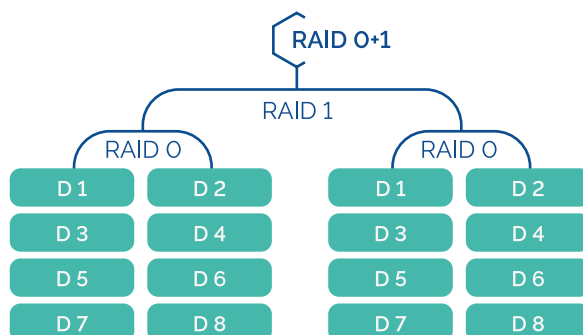 RAID 0+1
RAID 1
RAID 0 RAID 0
D 1 D 2 D 1 D 2
D 3 D 4 D 3 D 4
D 5 D 6 D 5 D 6
D 7 D 8 D 7 D 8